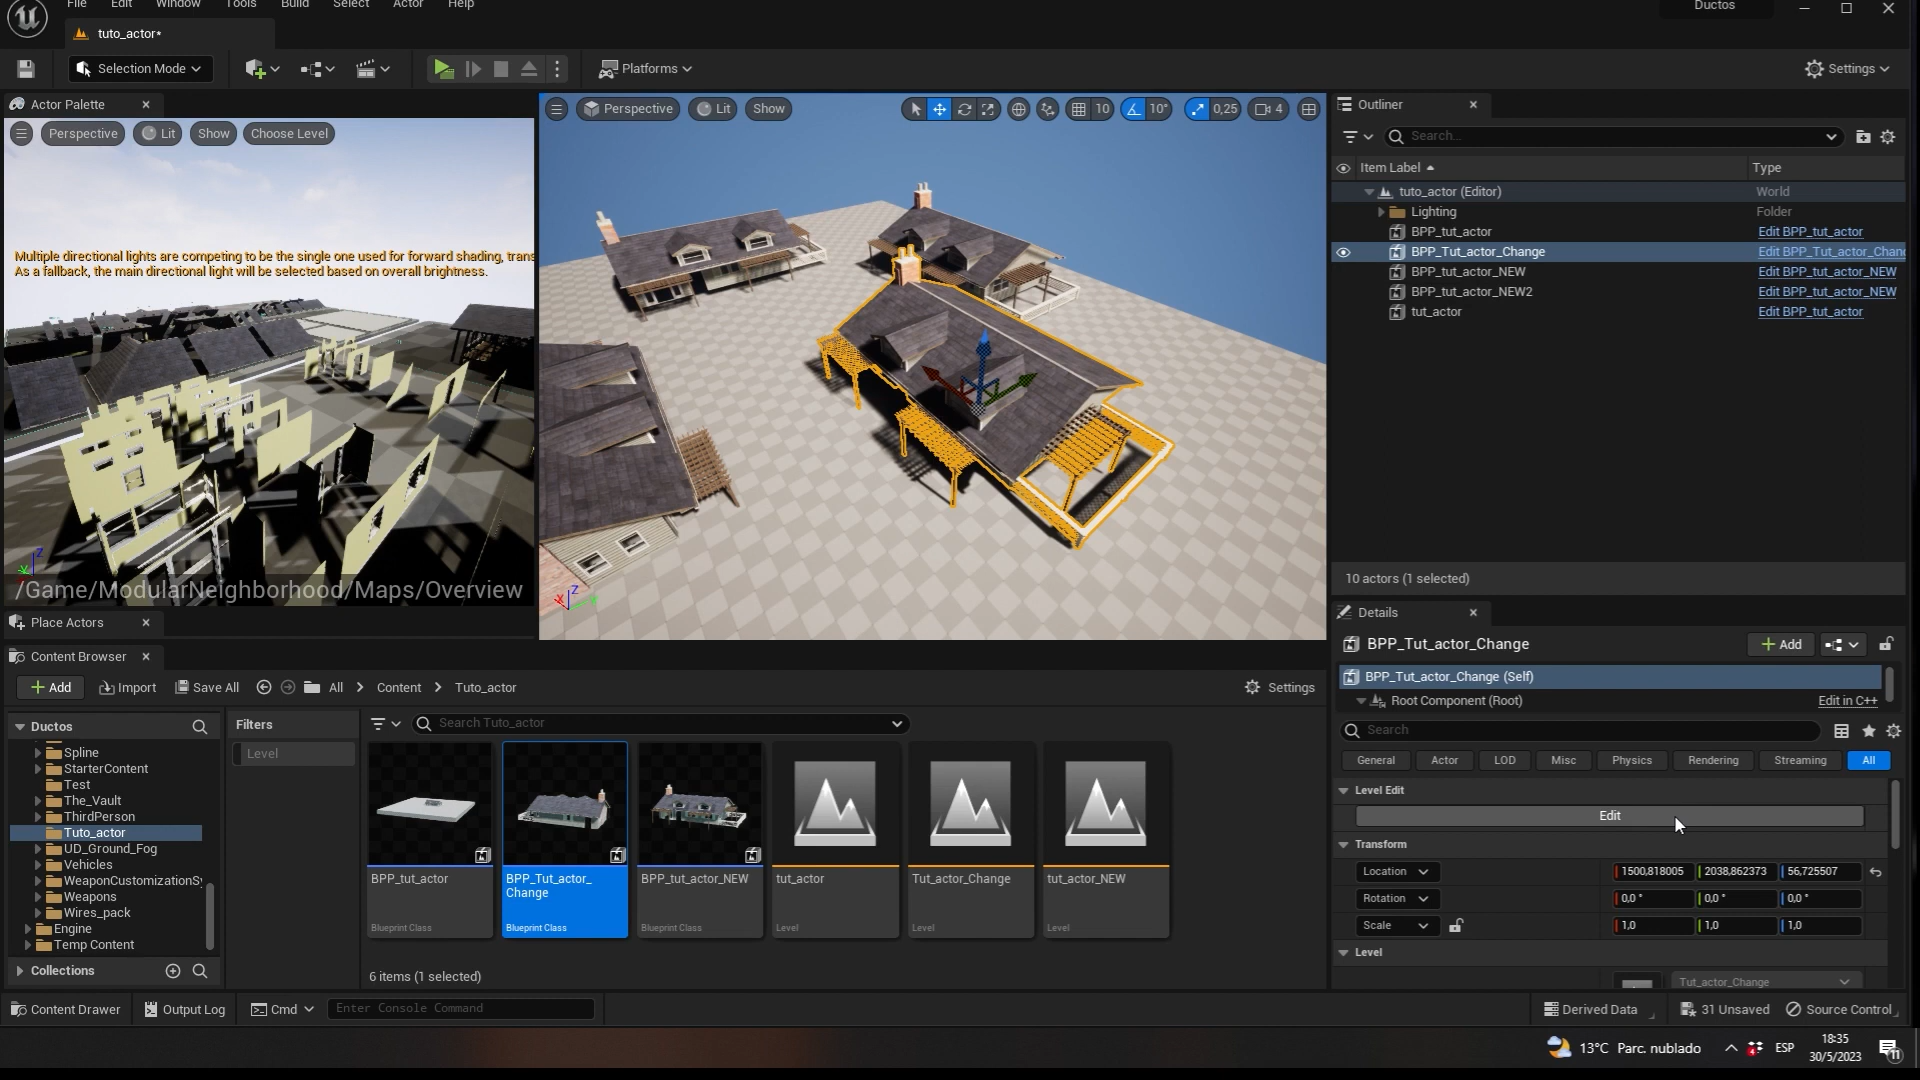 File Edit Window Tools Build Select Actor Help
Ductos
tuto_actor*
Selection Mode
Platforms
Settings
Actor Palette
Perspective Lit Show Choose Level
Multiple directional lights are competing to be the single one used for forward shading, trans
As a fallback, the main directional light will be selected based on overall brightness.
/Game/ModularNeighborhood/Maps/Overview
Place Actors
Perspective Lit Show 10 10° 0,25 4
Outliner
Search...
Item Label Type
tuto_actor (Editor) World
Lighting Folder
BPP_tut_actor Edit BPP_tut_actor
BPP_Tut_actor_Change Edit BPP_Tut_actor_Chang
BPP_tut_actor_NEW Edit BPP_tut_actor_NEW
BPP_tut_actor_NEW2 Edit BPP_tut_actor_NEW
tut_actor Edit BPP_tut_actor
10 actors (1 selected)
Details
BPP_Tut_actor_Change Add
BPP_Tut_actor_Change (Self)
Root Component (Root) Edit in C++
Search
General Actor LOD Misc Physics Rendering Streaming All
Level Edit
Edit
Transform
Location 1500,818005 2038,862373 56,725507
Rotation 0,0 ° 0,0 ° 0,0 °
Scale 1,0 1,0 1,0
Level
Tut_actor_Change
Content Browser
Add Import Save All All Content Tuto_actor Settings
Ductos
Spline
StarterContent
Test
The_Vault
ThirdPerson
Tuto_actor
UD_Ground_Fog
Vehicles
WeaponCustomizationSy
Weapons
Wires_pack
Engine
Temp Content
Collections
Filters
Level
Search Tuto_actor
BPP_tut_actor
Blueprint Class
BPP_Tut_actor_
Change
Blueprint Class
BPP_tut_actor_NEW
Blueprint Class
tut_actor
Level
Tut_actor_Change
Level
tut_actor_NEW
Level
6 items (1 selected)
Content Drawer Output Log Cmd Enter Console Command Derived Data 31 Unsaved Source Control
13°C Parc. nublado ESP
18:35
30/5/2023
11